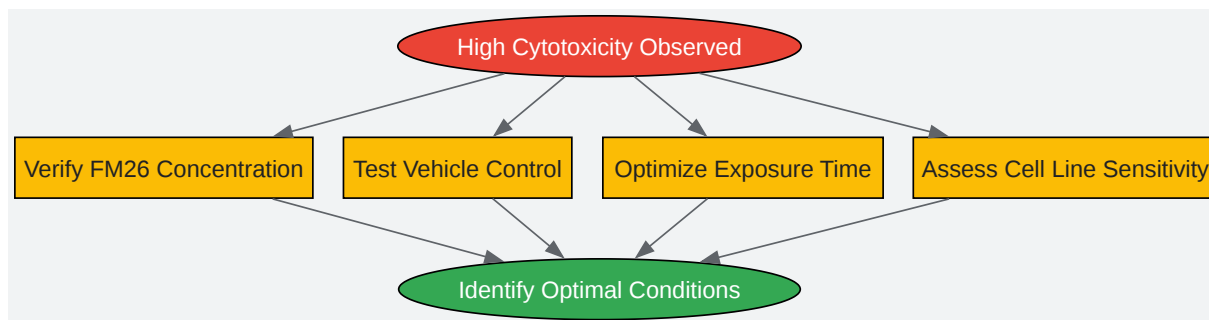 High Cytotoxicity Observed
Verify FM26 Concentration
Test Vehicle Control
Optimize Exposure Time
Assess Cell Line Sensitivity
Identify Optimal Conditions